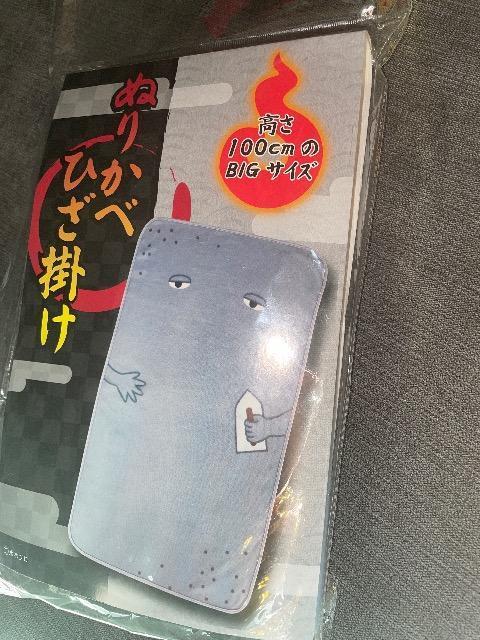 ぬりかべ
ひざ掛け
高さ
100cmの
BIGサイズ